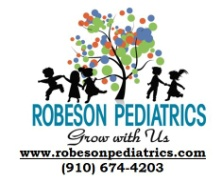 ROBESON PEDIATRICS
Grow with Us
www.robesonpediatrics.com
(910) 674-4203